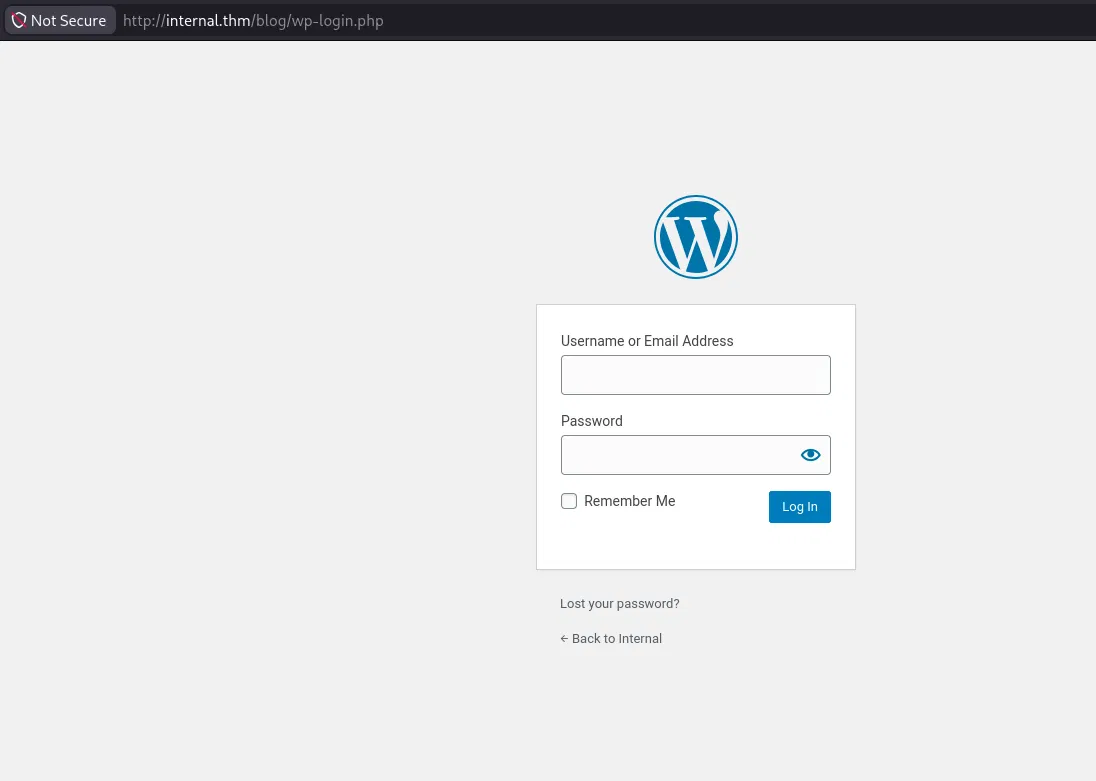 Not Secure http://internal.thm/blog/wp-login.php
Username or Email Address
Password
Remember Me Log In
Lost your password?
← Back to Internal